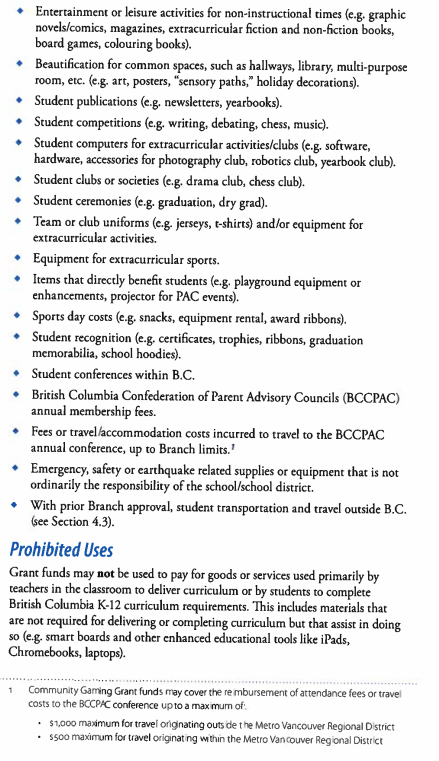 • Entertainment or leisure activities for non-instructional times (e.g. graphic
novels/comics, magazines, extracurricular fiction and non-fiction books,
board games, colouring books).
• Beautification for common spaces, such as hallways, library, multi-purpose
room, etc. (e.g. art, posters, “sensory paths,” holiday decorations).
• Student publications (e.g. newsletters, yearbooks).
• Student competitions (e.g. writing, debating, chess, music).
• Student computers for extracurricular activities/clubs (e.g. software,
hardware, accessories for photography club, robotics club, yearbook club).
• Student clubs or societies (e.g. drama club, chess club).
• Student ceremonies (e.g. graduation, dry grad).
• Team or club uniforms (e.g. jerseys, t-shirts) and/or equipment for
extracurricular activities.
• Equipment for extracurricular sports.
• Items that directly benefit students (e.g. playground equipment or
enhancements, projector for PAC events).
• Sports day costs (e.g. snacks, equipment rental, award ribbons).
• Student recognition (e.g. certificates, trophies, ribbons, graduation
memorabilia, school hoodies).
• Student conferences within B.C.
• British Columbia Confederation of Parent Advisory Councils (BCCPAC)
annual membership fees.
• Fees or travel/accommodation costs incurred to travel to the BCCPAC
annual conference, up to Branch limits.1
• Emergency, safety or earthquake related supplies or equipment that is not
ordinarily the responsibility of the school/school district.
• With prior Branch approval, student transportation and travel outside B.C.
(see Section 4.3).
Prohibited Uses
Grant funds may not be used to pay for goods or services used primarily by
teachers in the classroom to deliver curriculum or by students to complete
British Columbia K-12 curriculum requirements. This includes materials that
are not required for delivering or completing curriculum but that assist in doing
so (e.g. smart boards and other enhanced educational tools like iPads,
Chromebooks, laptops).
1 Community Gaming Grant funds may cover the reimbursement of attendance fees or travel
costs to the BCCPAC conference up to a maximum of:
• $1,000 maximum for travel originating outside the Metro Vancouver Regional District
• $500 maximum for travel originating within the Metro Vancouver Regional District